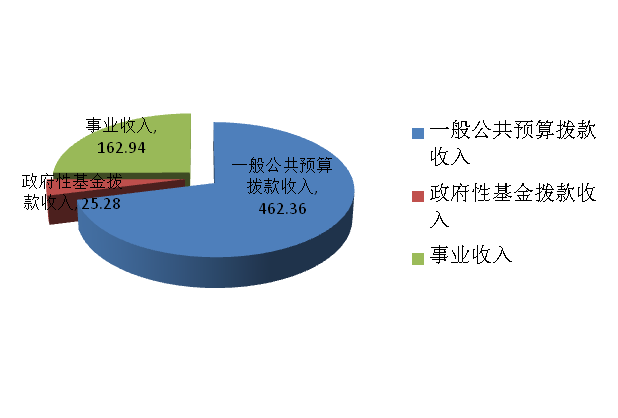 事业收入,
162.94
政府性基金拨
款收入, 25.28
一般公共预算
拨款收入,
462.36
一般公共预算拨款
收入
政府性基金拨款收
入
事业收入